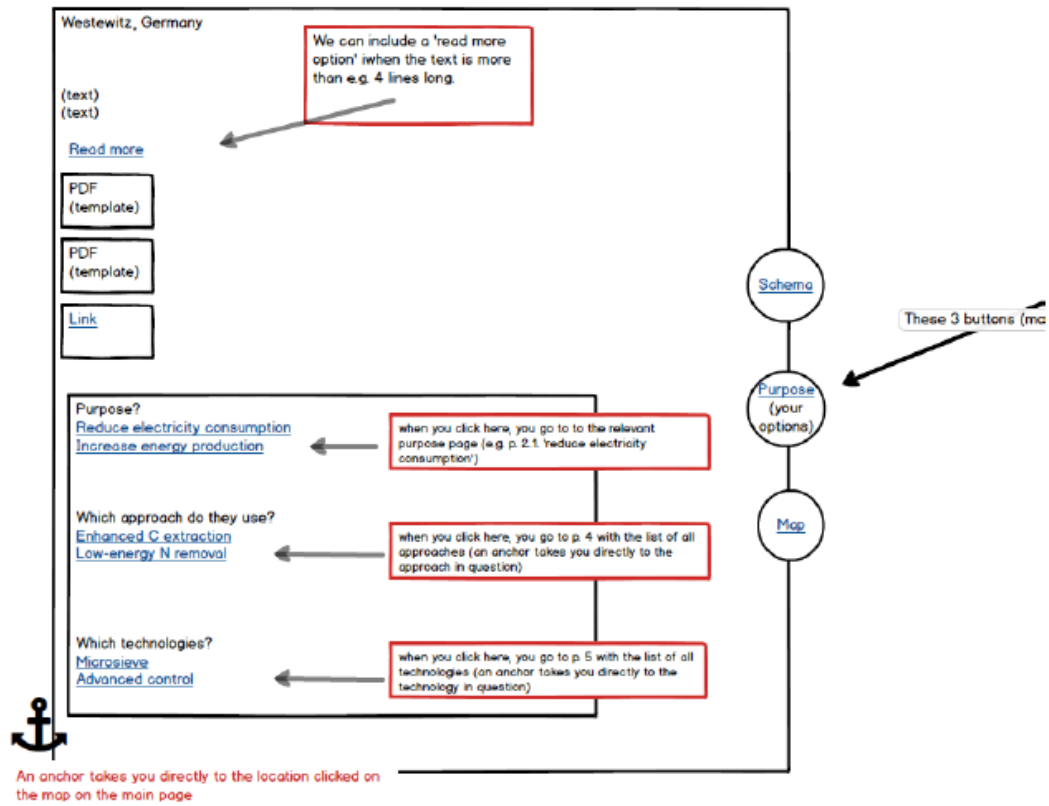 Westewitz, Germany
We can include a 'read more
option' iwhen the text is more
than e.g. 4 lines long.
(text)
(text)
Read more
PDF
(template)
PDF
(template)
Link
Schema
These 3 buttons (ma
Purpose
(your
options)
Map
Purpose?
Reduce electricity consumption
Increase energy production
when you click here, you go to to the relevant
purpose page (e.g. p. 2.1. 'reduce electricity
consumption')
Which approach do they use?
Enhanced C extraction
Low-energy N removal
when you click here, you go to p. 4 with the list of all
approaches (an anchor takes you directly to the
approach in question)
Which technologies?
Microsieve
Advanced control
when you click here, you go to p. 5 with the list of all
technologies (an anchor takes you directly to the
technology in question)
An anchor takes you directly to the location clicked on
the map on the main page